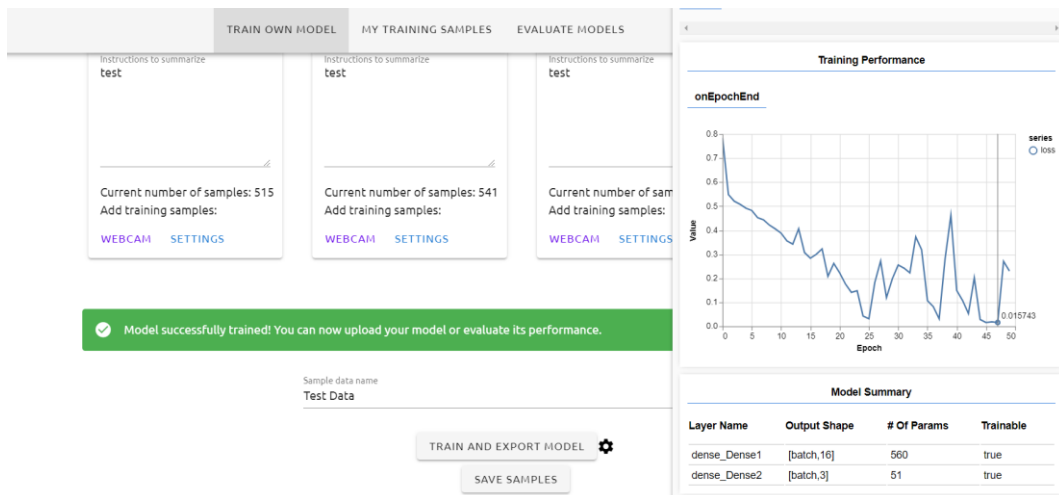 TRAIN OWN MODEL MY TRAINING SAMPLES EVALUATE MODELS
Instructions to summarize Instructions to summarize Instructions to summarize
test test test
Current number of samples: 515 Current number of samples: 541 Current number of sam
Add training samples: Add training samples: Add training samples:
WEBCAM SETTINGS WEBCAM SETTINGS WEBCAM SETTINGS
Model successfully trained! You can now upload your model or evaluate its performance.
Sample data name
Test Data
TRAIN AND EXPORT MODEL
SAVE SAMPLES
Training Performance
onEpochEnd
0.8
0.7
0.6
0.5
0.4
0.3
0.2
0.1
0.0
Value
0 5 10 15 20 25 30 35 40 45 50
Epoch
0.015743
series
loss
Model Summary
Layer Name Output Shape # Of Params Trainable
dense_Dense1 [batch,16] 560 true
dense_Dense2 [batch,3] 51 true